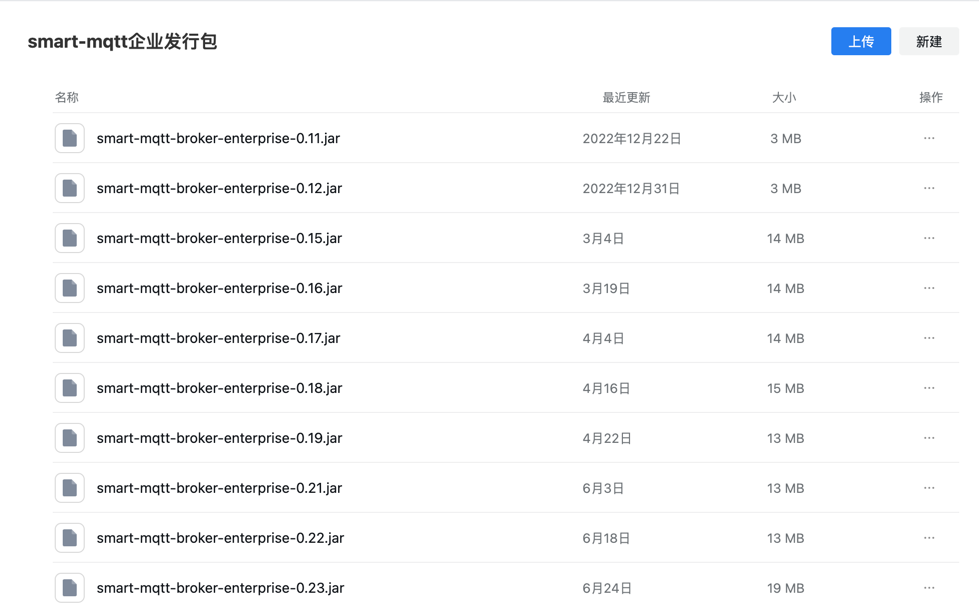 smart-mqtt企业发行包 上传 新建
名称 最近更新 大小 操作
smart-mqtt-broker-enterprise-0.11.jar 2022年12月22日 3 MB ···
smart-mqtt-broker-enterprise-0.12.jar 2022年12月31日 3 MB ···
smart-mqtt-broker-enterprise-0.15.jar 3月4日 14 MB ···
smart-mqtt-broker-enterprise-0.16.jar 3月19日 14 MB ···
smart-mqtt-broker-enterprise-0.17.jar 4月4日 14 MB ···
smart-mqtt-broker-enterprise-0.18.jar 4月16日 15 MB ···
smart-mqtt-broker-enterprise-0.19.jar 4月22日 13 MB ···
smart-mqtt-broker-enterprise-0.21.jar 6月3日 13 MB ···
smart-mqtt-broker-enterprise-0.22.jar 6月18日 13 MB ···
smart-mqtt-broker-enterprise-0.23.jar 6月24日 19 MB ···